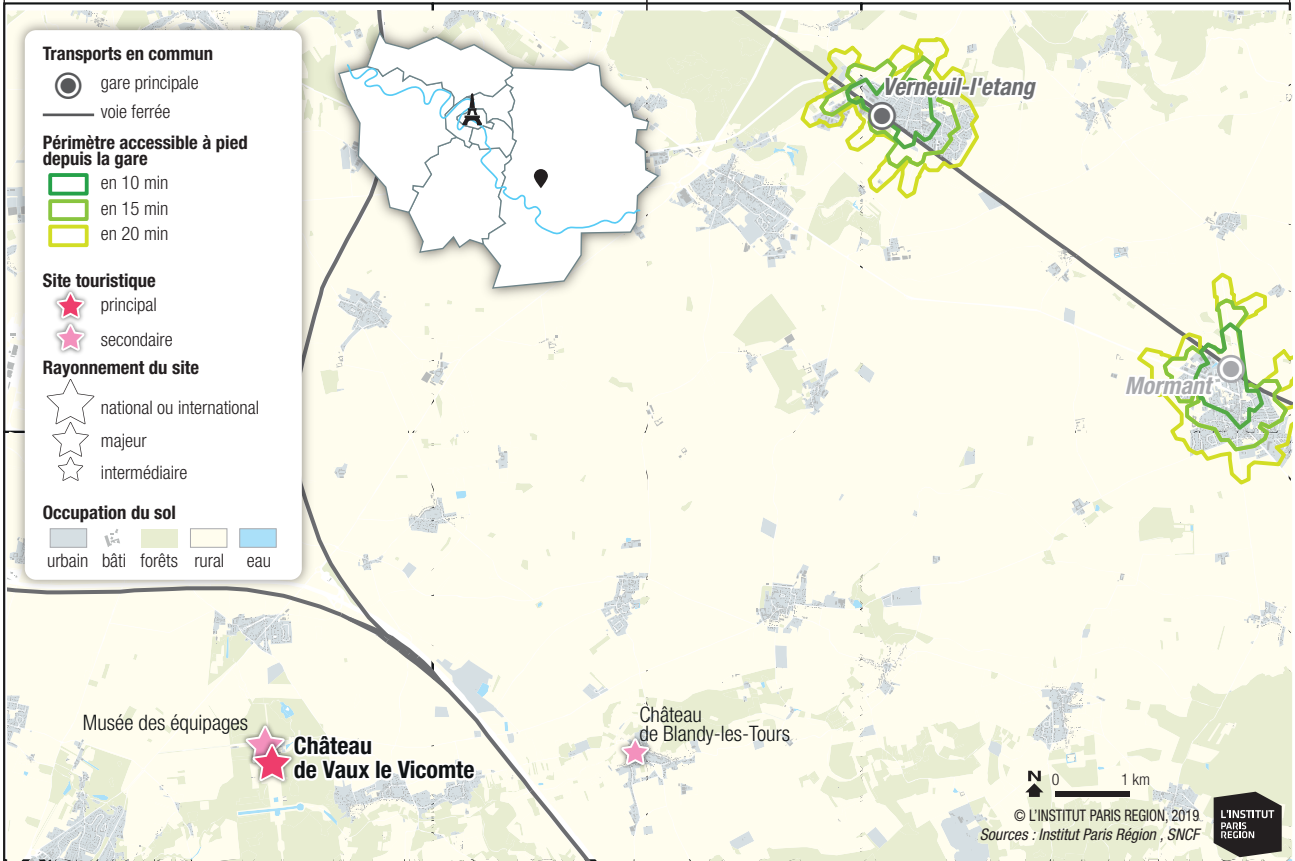 Transports en commun
gare principale
voie ferrée
Périmètre accessible à pied
depuis la gare
en 10 min
en 15 min
en 20 min
Site touristique
principal
secondaire
Rayonnement du site
national ou international
majeur
intermédiaire
Occupation du sol
urbain bâti forêts rural eau
Verneuil-l'etang
Mormant
Musée des équipages
Château
de Vaux le Vicomte
Château
de Blandy-les-Tours
N 0 1 km
© L'INSTITUT PARIS REGION, 2019
Sources : Institut Paris Région , SNCF
L'INSTITUT
PARIS
REGION